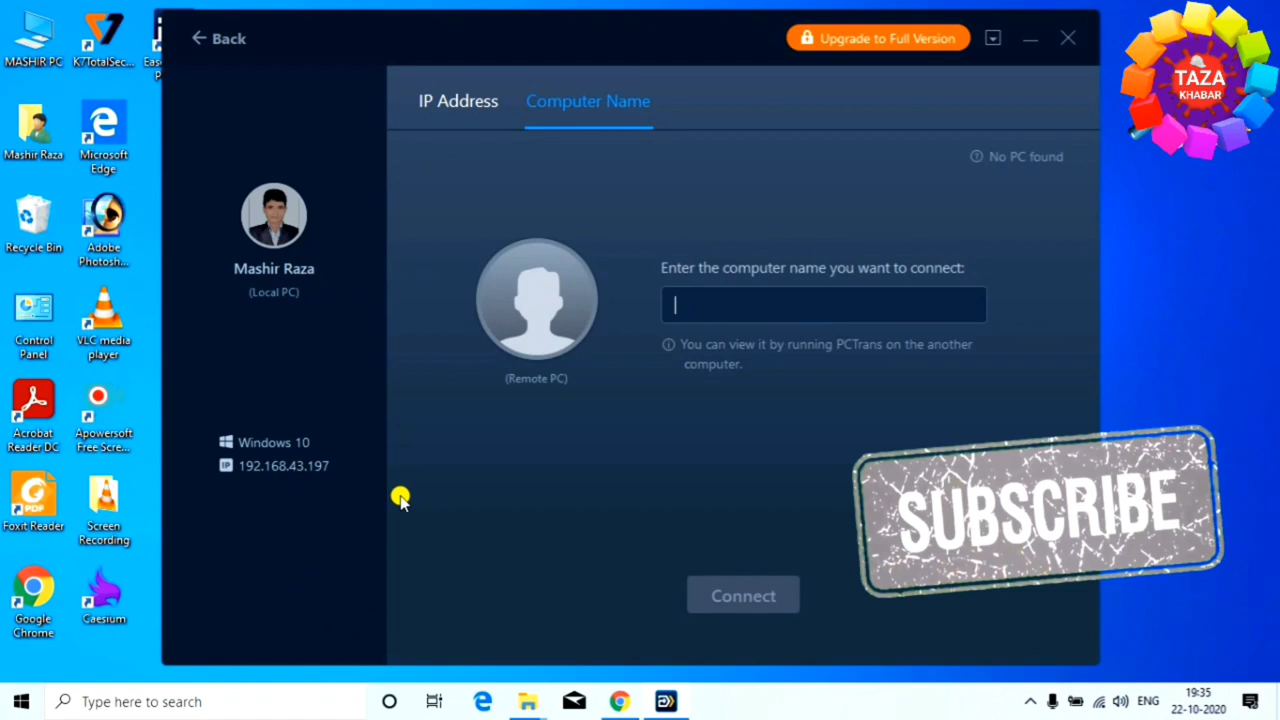 MASHIR PC
K7TotalSec...
Mashir Raza
Microsoft
Edge
Recycle Bin
Adobe
Photosh...
Control
Panel
VLC media
player
Acrobat
Reader DC
Apowersoft
Free Scre...
Foxit Reader
Screen
Recording
Google
Chrome
Caesium
Back
Upgrade to Full Version
IP Address
Computer Name
No PC found
Mashir Raza
(Local PC)
Windows 10
IP
192.168.43.197
(Remote PC)
Enter the computer name you want to connect:
You can view it by running PCTrans on the another
computer.
Connect
TAZA
KHABAR
SUBSCRIBE
Type here to search
ENG
19:35
22-10-2020